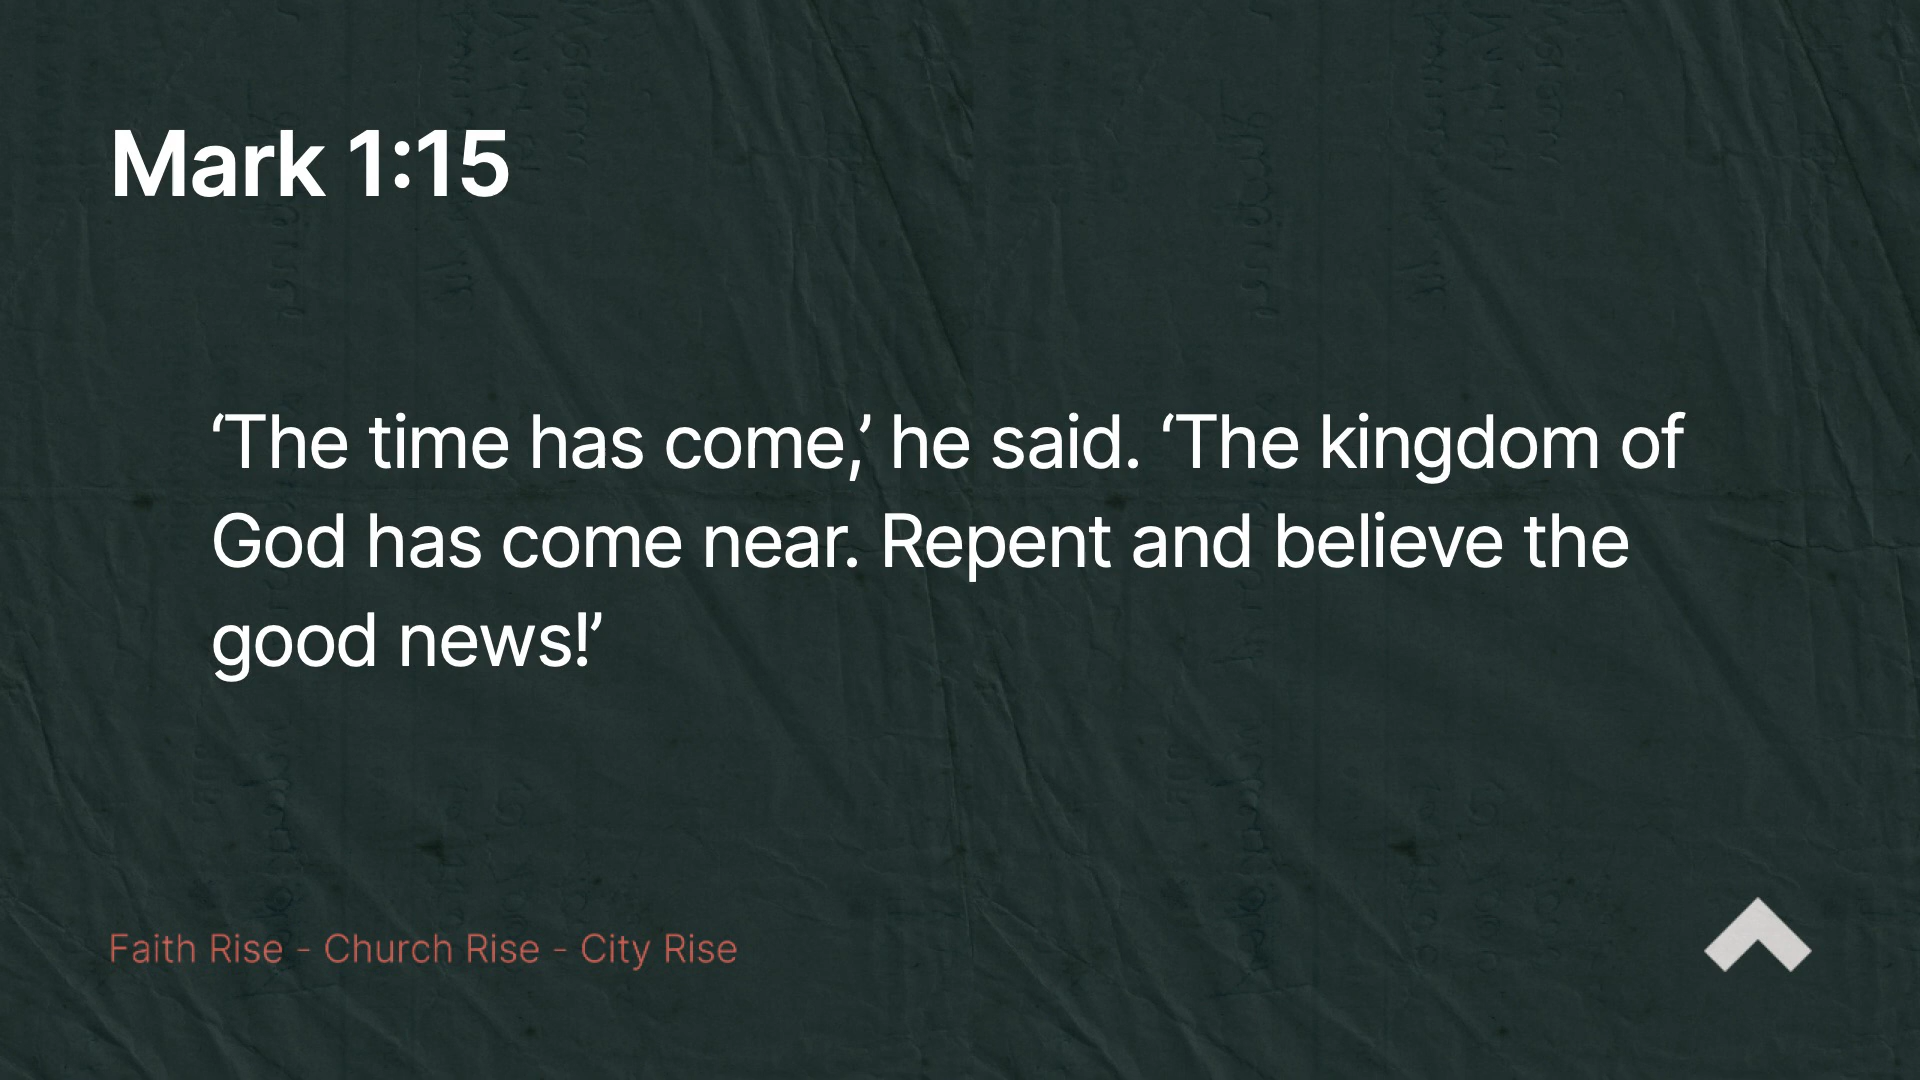 Mark 1:15
‘The time has come,’ he said. ‘The kingdom of
God has come near. Repent and believe the
good news!’
Faith Rise - Church Rise - City Rise